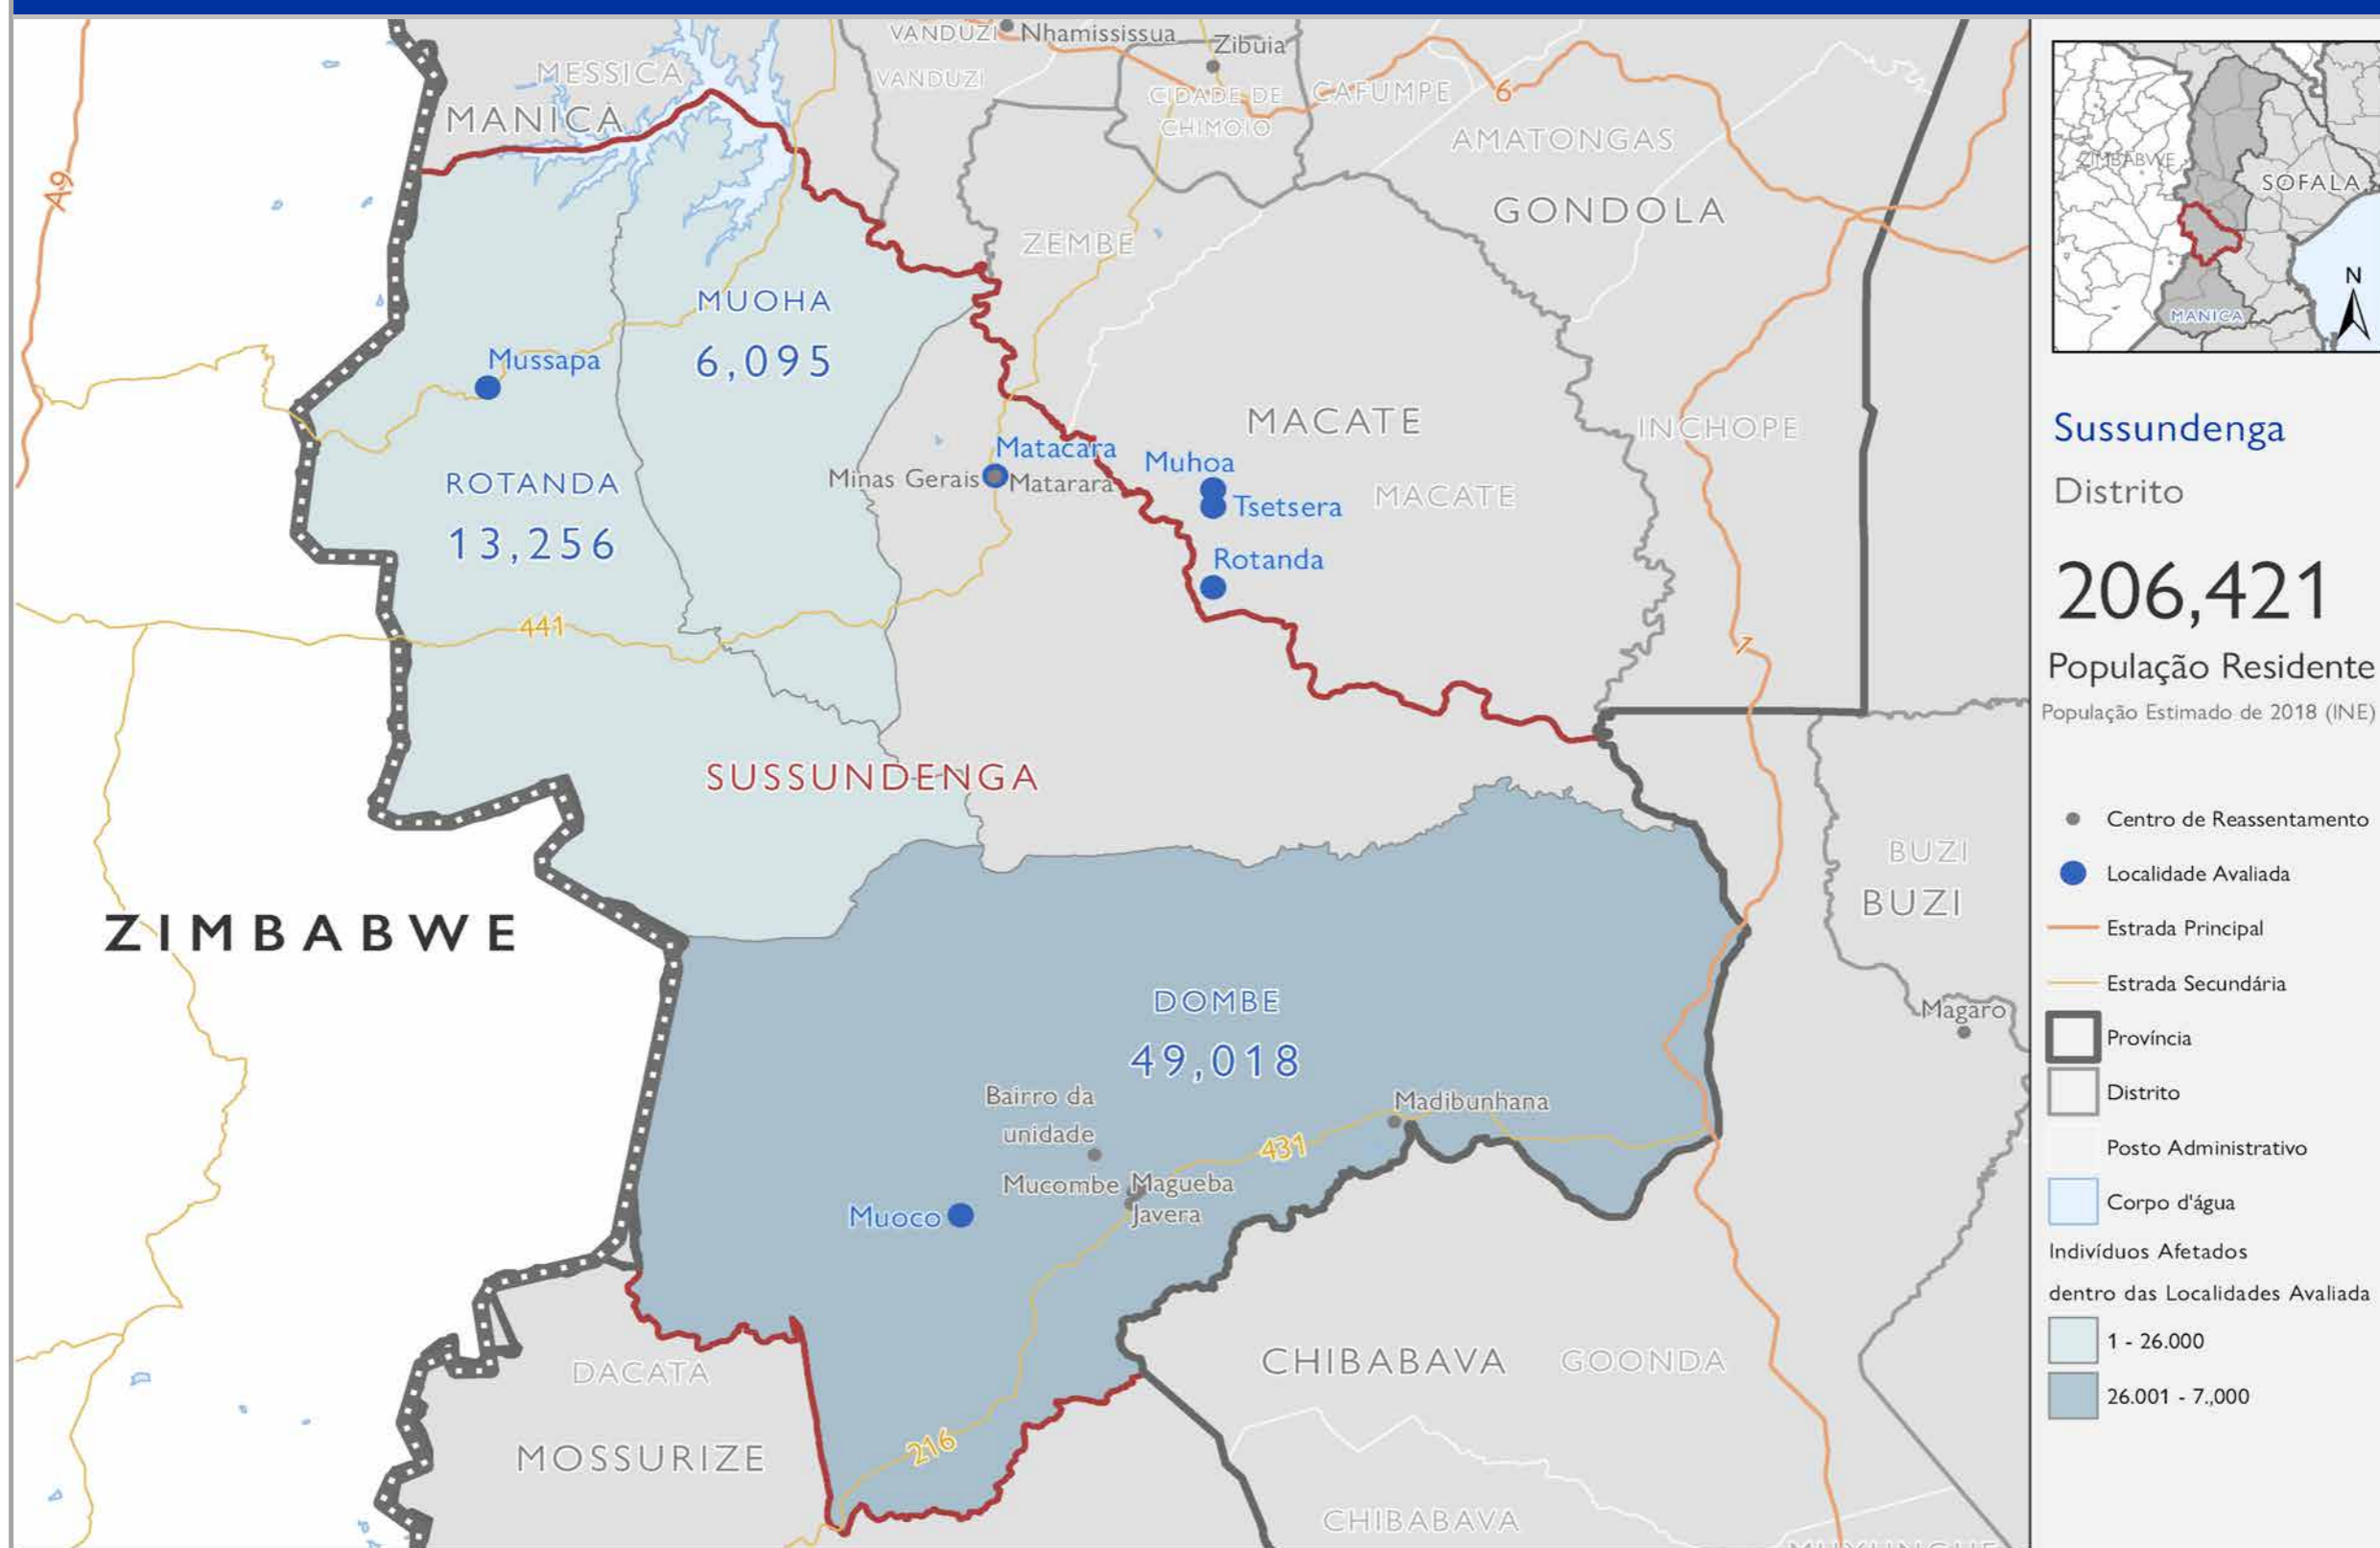 VANDUZI
Nhamississua
Zibuia
MESSICA
VANDUZI
MANICA
CIDADE DE
CHIMOIO
CAFUMPE
6
AMATONGAS
A9
GONDOLA
ZEMBE
MUOHA
6,095
Mussapa
MACATE
INCHOPE
Matacara
Muhoa
Minas Gerais
Matarara
ROTANDA
13,256
Tsetsera
MACATE
Rotanda
441
1
SUSSUNDENGA
BUZI
BUZI
ZIMBABWE
DOMBE
49,018
Magaro
Bairro da
unidade
Madibunhana
431
Mucombe
Magueba
Javera
Muoco
DACATA
CHIBABAVA
GOONDA
MOSSURIZE
216
CHIBABAVA
ZIMBABWE
SOFALA
MANICA
N
Sussundenga
Distrito
206,421
População Residente
População Estimado de 2018 (INE)
Centro de Reassentamento
Localidade Avaliada
Estrada Principal
Estrada Secundária
Província
Distrito
Posto Administrativo
Corpo d'água
Indivíduos Afetados
dentro das Localidades Avaliada
1 - 26.000
26.001 - 7.,000